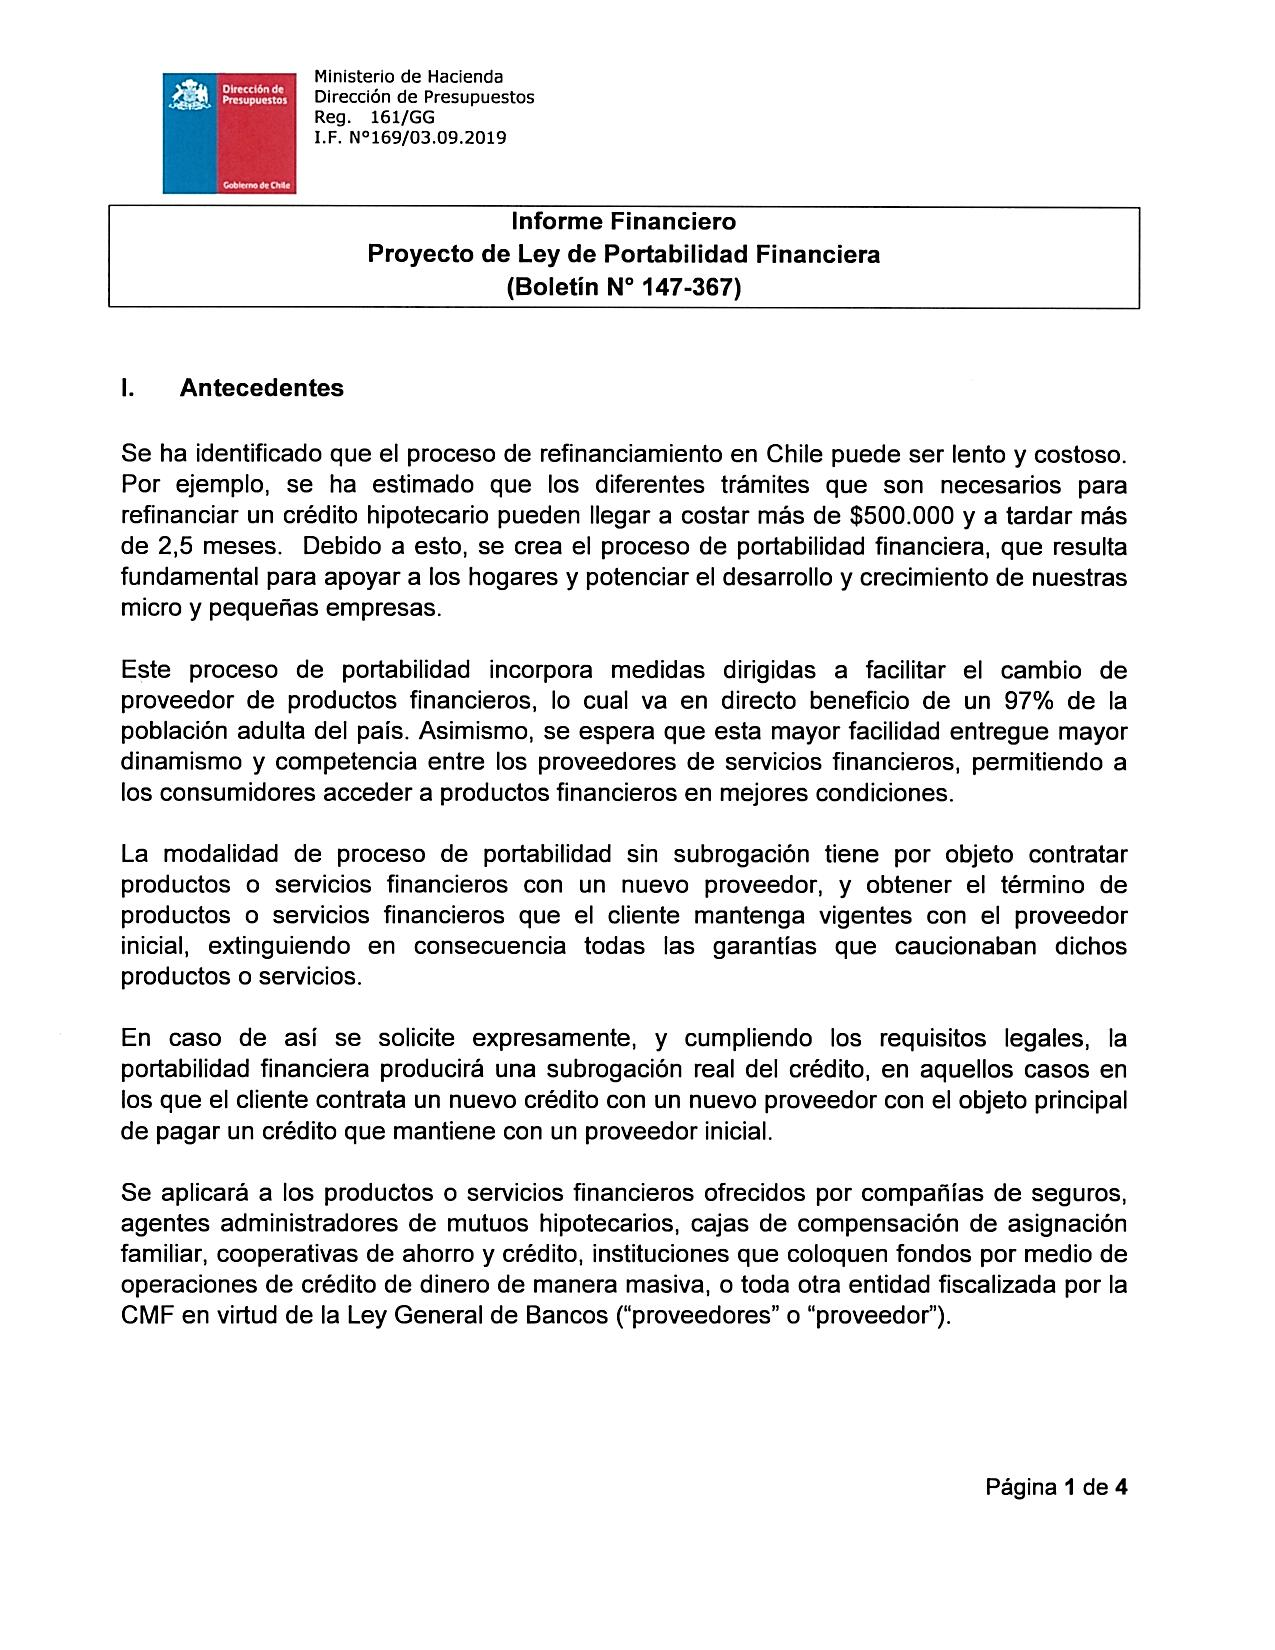 Dirección de
Presupuestos
Gobierno de Chile
Ministerio de Hacienda
Dirección de Presupuestos
Reg. 161/GG
I.F. N°169/03.09.2019
Informe Financiero
Proyecto de Ley de Portabilidad Financiera
(Boletín N° 147-367)
I. Antecedentes
Se ha identificado que el proceso de refinanciamiento en Chile puede ser lento y costoso.
Por ejemplo, se ha estimado que los diferentes trámites que son necesarios para
refinanciar un crédito hipotecario pueden llegar a costar más de $500.000 y a tardar más
de 2,5 meses. Debido a esto, se crea el proceso de portabilidad financiera, que resulta
fundamental para apoyar a los hogares y potenciar el desarrollo y crecimiento de nuestras
micro y pequeñas empresas.
Este proceso de portabilidad incorpora medidas dirigidas a facilitar el cambio de
proveedor de productos financieros, lo cual va en directo beneficio de un 97% de la
población adulta del país. Asimismo, se espera que esta mayor facilidad entregue mayor
dinamismo y competencia entre los proveedores de servicios financieros, permitiendo a
los consumidores acceder a productos financieros en mejores condiciones.
La modalidad de proceso de portabilidad sin subrogación tiene por objeto contratar
productos o servicios financieros con un nuevo proveedor, y obtener el término de
productos o servicios financieros que el cliente mantenga vigentes con el proveedor
inicial, extinguiendo en consecuencia todas las garantías que caucionaban dichos
productos o servicios.
En caso de así se solicite expresamente, y cumpliendo los requisitos legales, la
portabilidad financiera producirá una subrogación real del crédito, en aquellos casos en
los que el cliente contrata un nuevo crédito con un nuevo proveedor con el objeto principal
de pagar un crédito que mantiene con un proveedor inicial.
Se aplicará a los productos o servicios financieros ofrecidos por compañías de seguros,
agentes administradores de mutuos hipotecarios, cajas de compensación de asignación
familiar, cooperativas de ahorro y crédito, instituciones que coloquen fondos por medio de
operaciones de crédito de dinero de manera masiva, o toda otra entidad fiscalizada por la
CMF en virtud de la Ley General de Bancos (“proveedores” o “proveedor”).
Página 1 de 4